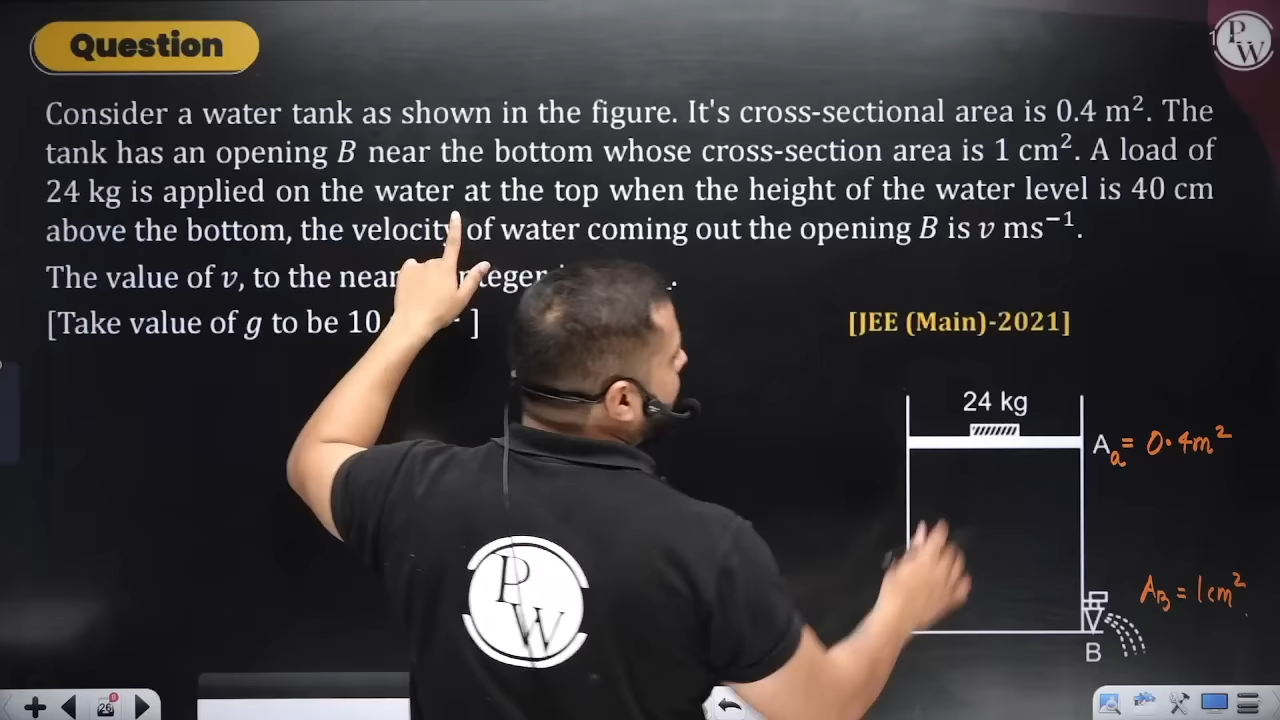 Question
Consider a water tank as shown in the figure. It's cross-sectional area is 0.4 m². The
tank has an opening B near the bottom whose cross-section area is 1 cm². A load of
24 kg is applied on the water at the top when the height of the water level is 40 cm
above the bottom, the velocity of water coming out the opening B is v ms⁻¹.
The value of v, to the
[Take value of g to be 10 ]
[JEE (Main)-2021]
24 kg
A a = 0.4m²
A_B = 1cm²
B
P
W
P
W
26